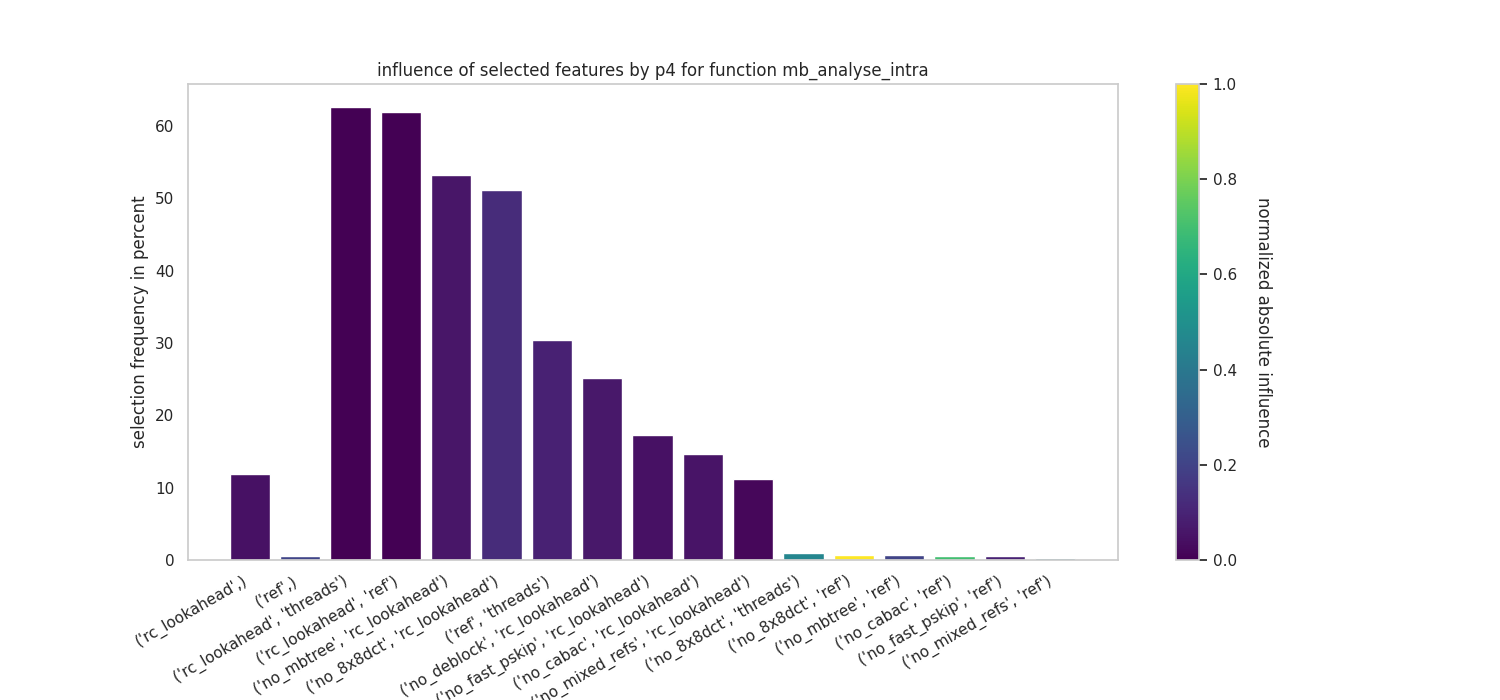 influence of selected features by p4 for function mb_analyse_intra
selection frequency in percent
60
50
40
30
20
10
0
('rc_lookahead',)
('ref',)
('rc_lookahead', 'threads')
('rc_lookahead', 'ref')
('no_mbtree', 'rc_lookahead')
('no_8x8dct', 'rc_lookahead')
('ref', 'threads')
('no_deblock', 'rc_lookahead')
('no_fast_pskip', 'rc_lookahead')
('no_cabac', 'rc_lookahead')
'no_mixed_refs', 'rc_lookahead')
('no_8x8dct', 'threads')
('no_8x8dct', 'ref')
('no_mbtree', 'ref')
('no_cabac', 'ref')
('no_fast_pskip', 'ref')
('no_mixed_refs', 'ref')
1.0
0.8
0.6
0.4
0.2
0.0
normalized absolute influence